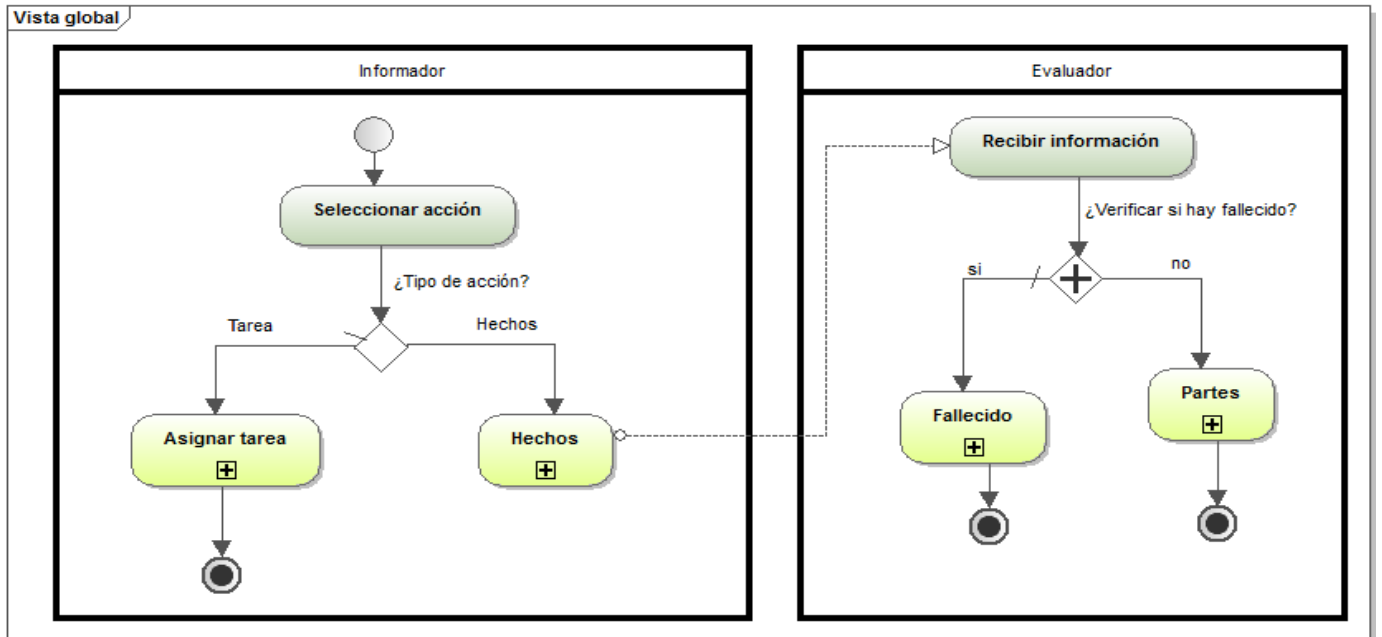 Vista global
Informador
Seleccionar acción
¿Tipo de acción?
Tarea
Hechos
Asignar tarea
Hechos
Evaluador
Recibir información
¿Verificar si hay fallecido?
si
no
Fallecido
Partes